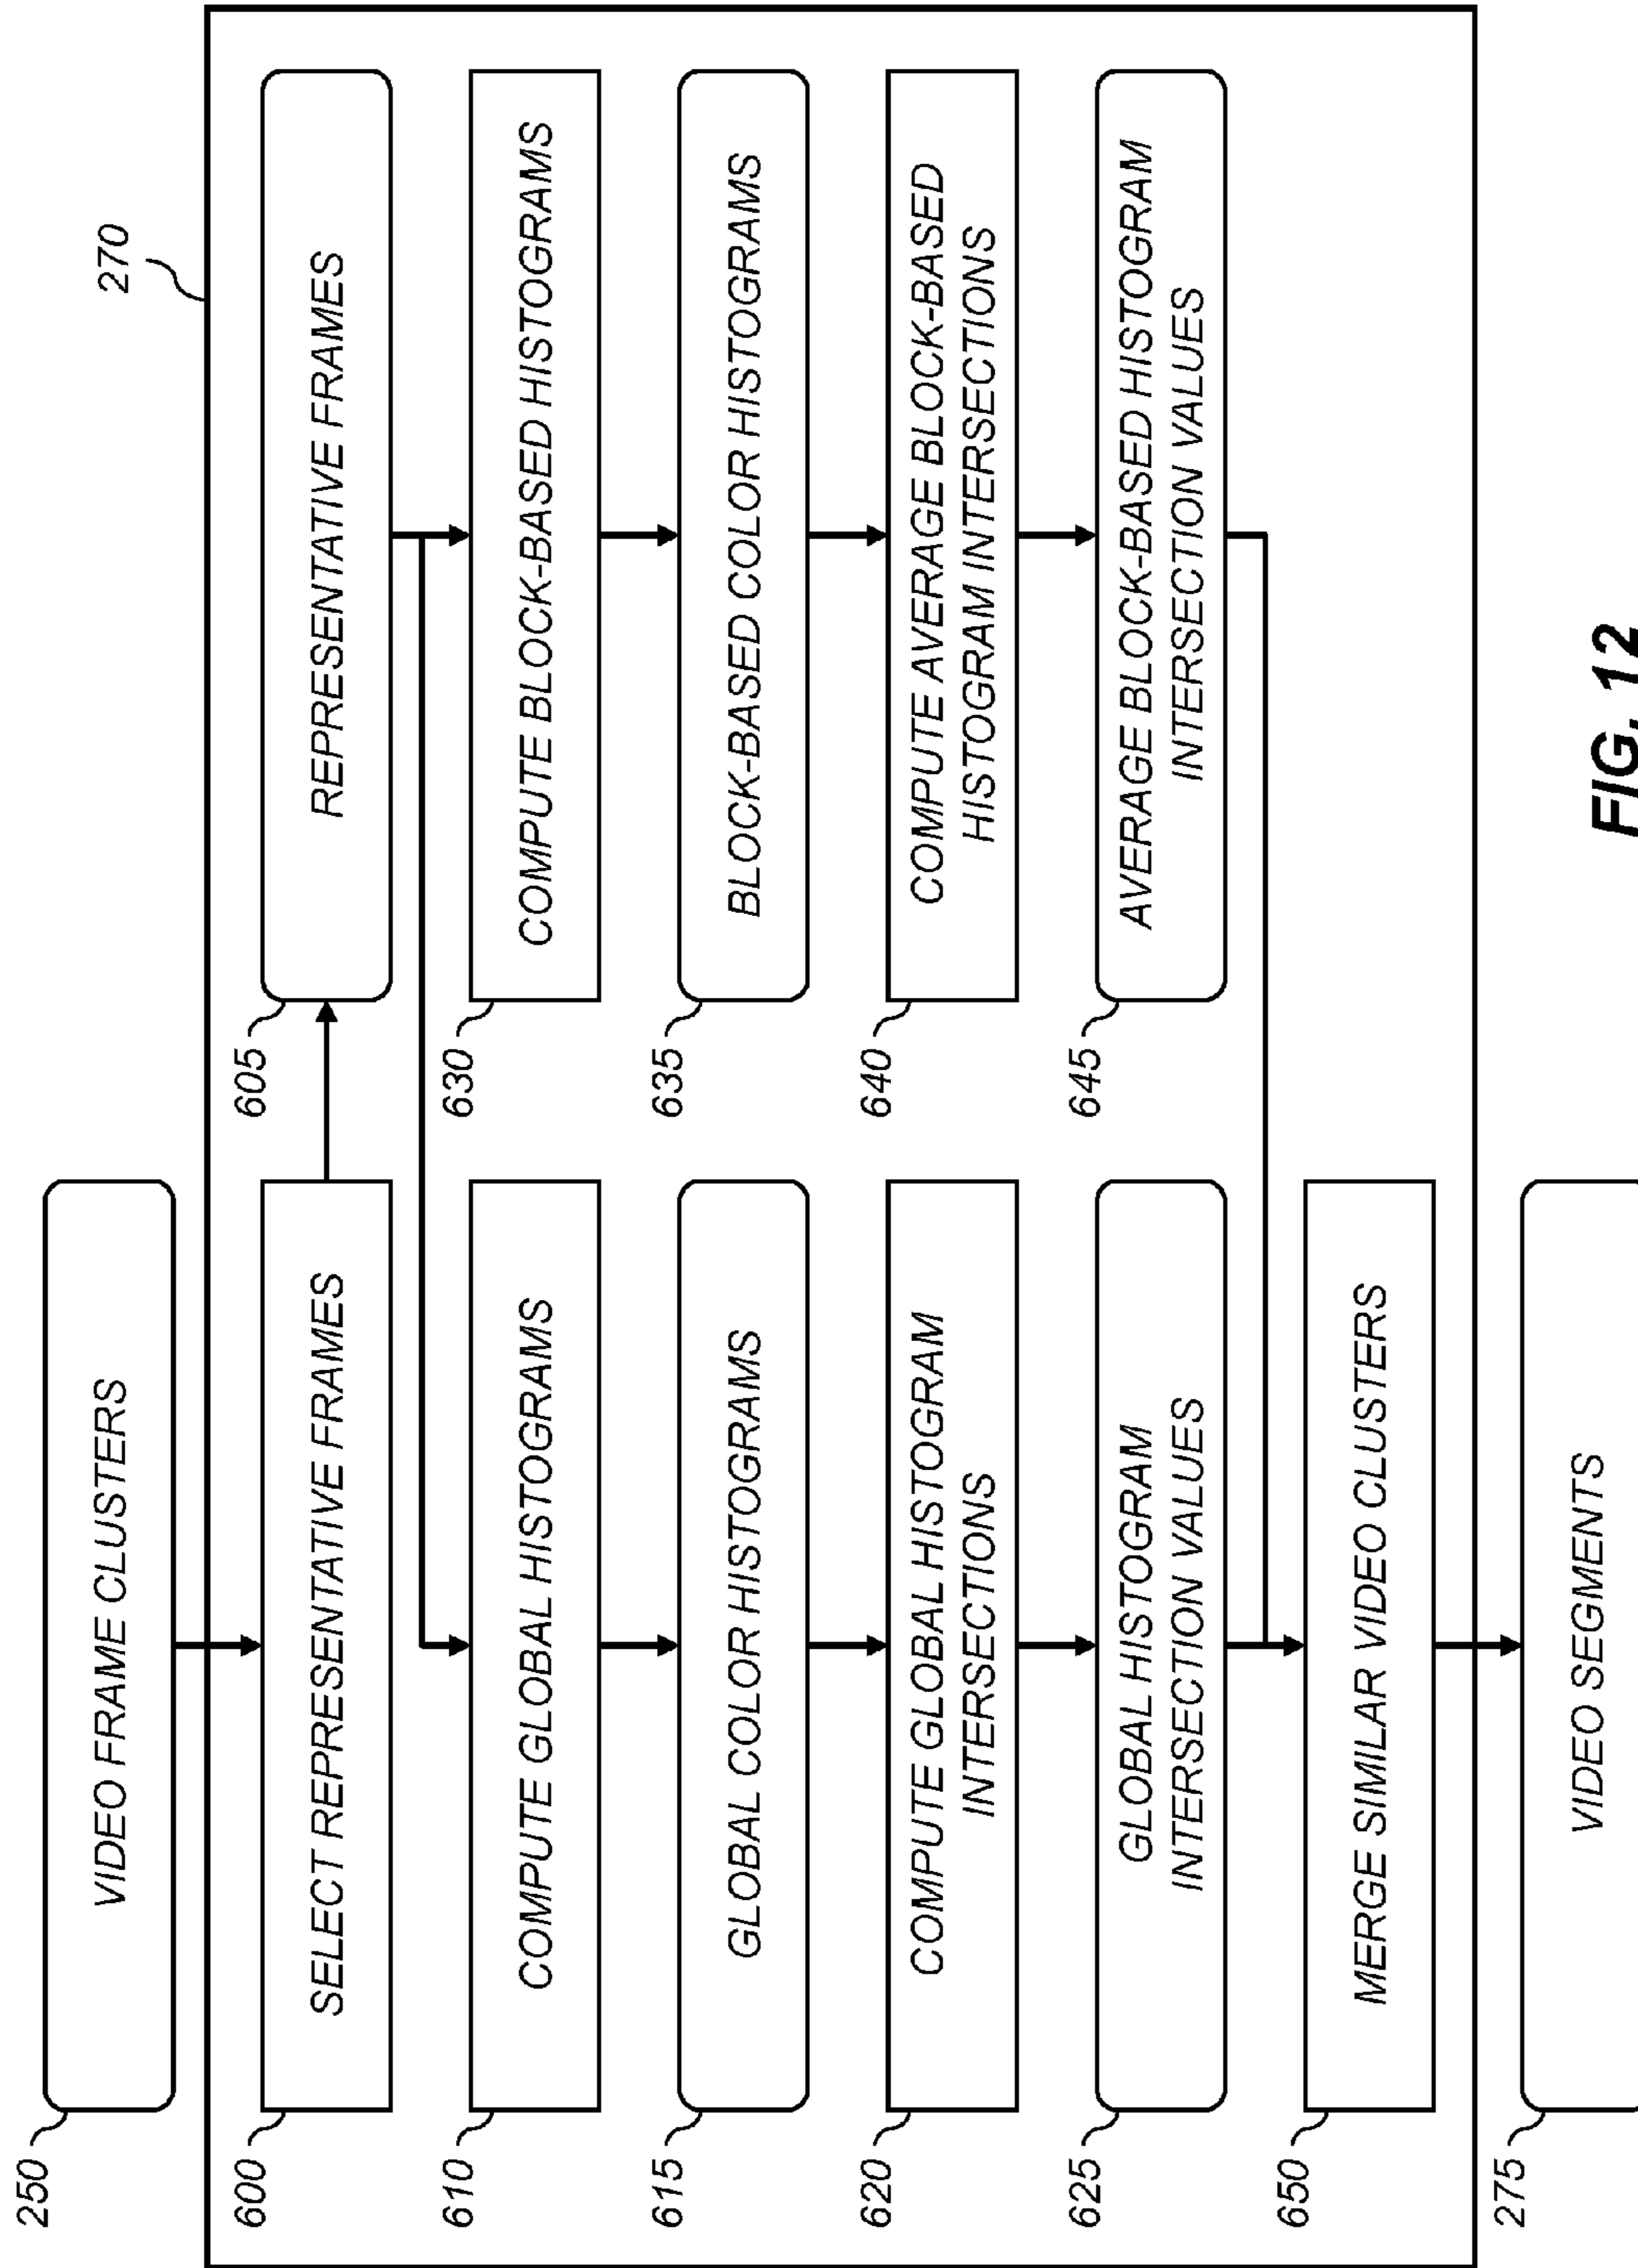 250
VIDEO FRAME CLUSTERS
270
600
SELECT REPRESENTATIVE FRAMES
605
REPRESENTATIVE FRAMES
610
COMPUTE GLOBAL HISTOGRAMS
630
COMPUTE BLOCK-BASED HISTOGRAMS
615
GLOBAL COLOR HISTOGRAMS
635
BLOCK-BASED COLOR HISTOGRAMS
620
COMPUTE GLOBAL HISTOGRAM
INTERSECTIONS
640
COMPUTE AVERAGE BLOCK-BASED
HISTOGRAM INTERSECTIONS
625
GLOBAL HISTOGRAM
INTERSECTION VALUES
645
AVERAGE BLOCK-BASED HISTOGRAM
INTERSECTION VALUES
650
MERGE SIMILAR VIDEO CLUSTERS
275
VIDEO SEGMENTS
FIG. 12